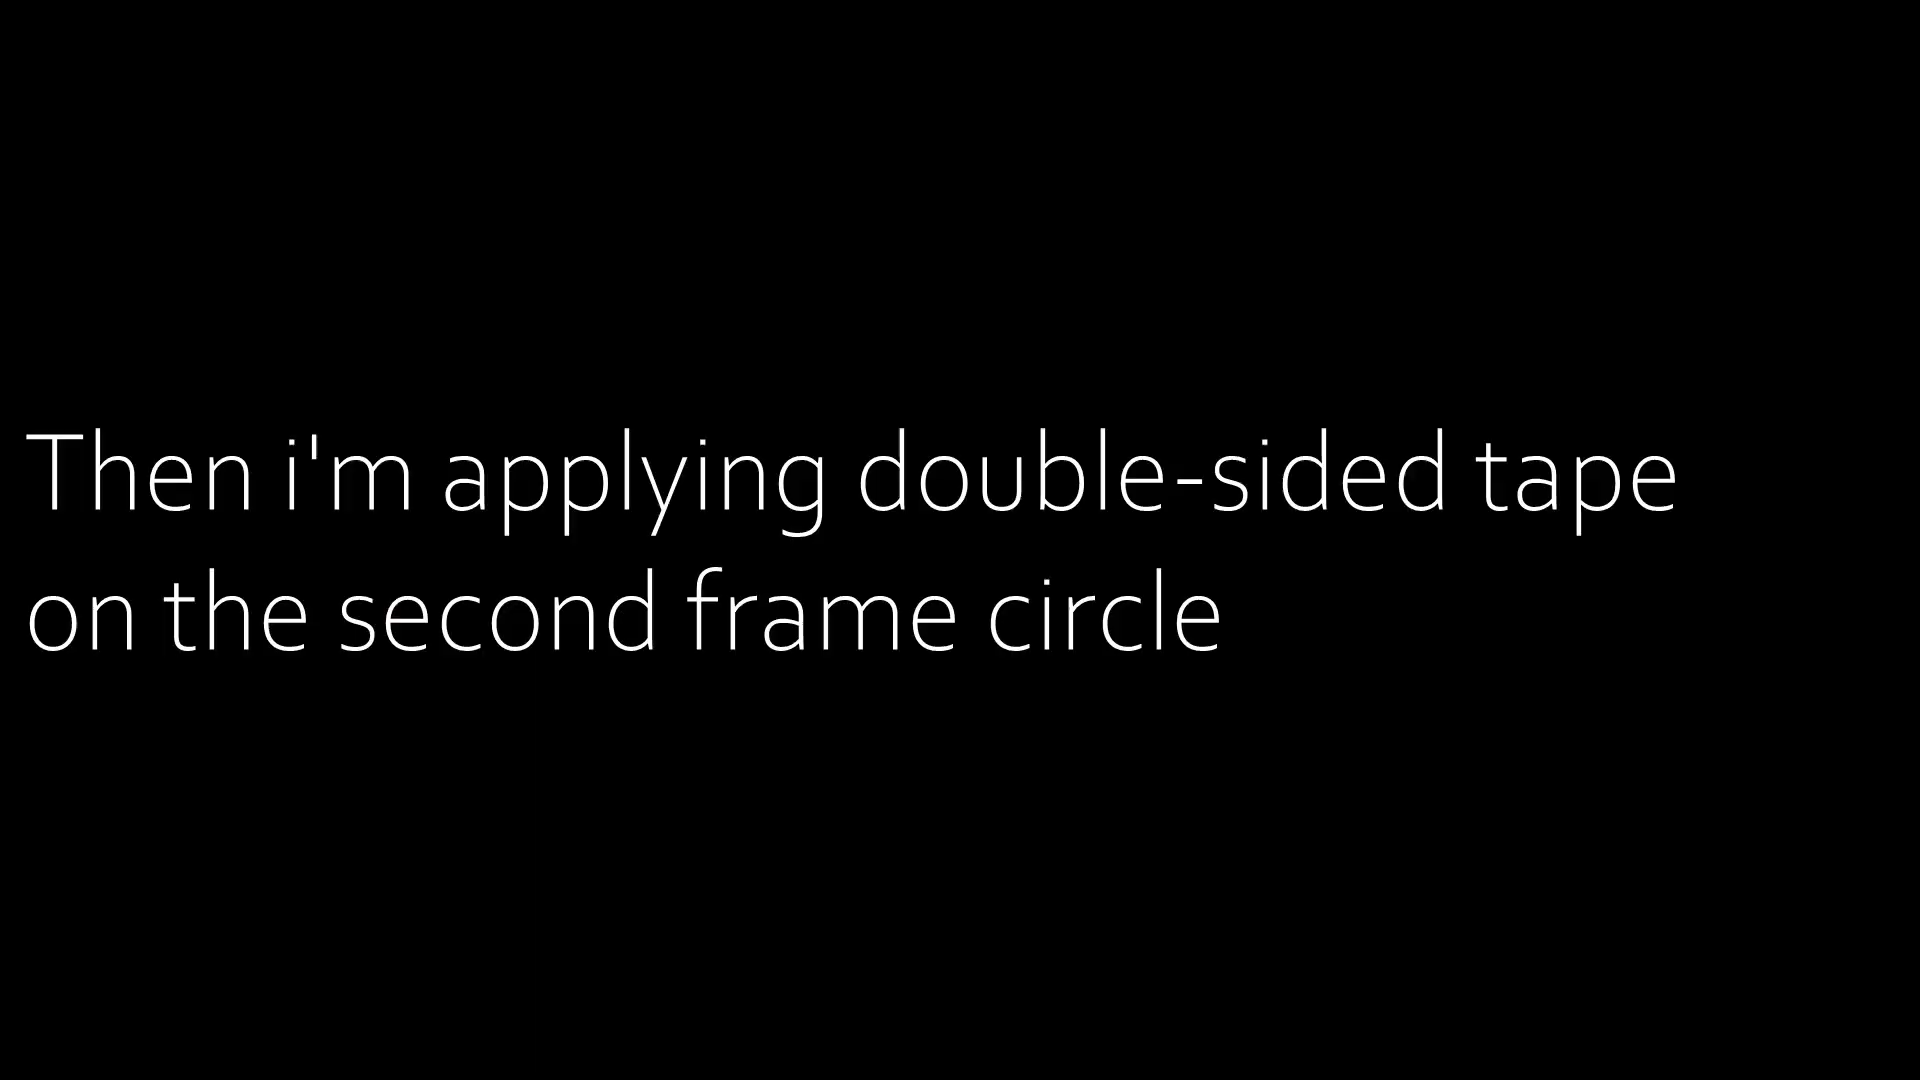 Then i'm applying double-sided tape
on the second frame circle